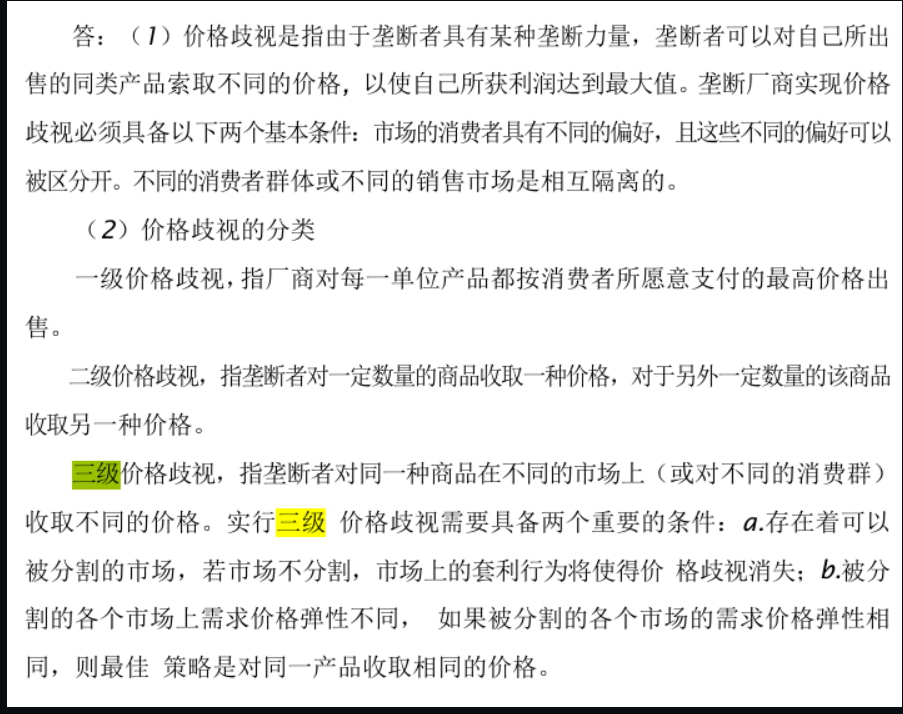 答：（1）价格歧视是指由于垄断者具有某种垄断力量，垄断者可以对自己所出
售的同类产品索取不同的价格，以使自己所获利润达到最大值。垄断厂商实现价格
歧视必须具备以下两个基本条件：市场的消费者具有不同的偏好，且这些不同的偏好可以
被区分开。不同的消费者群体或不同的销售市场是相互隔离的。
（2）价格歧视的分类
一级价格歧视，指厂商对每一单位产品都按消费者所愿意支付的最高价格出
售。
二级价格歧视，指垄断者对一定数量的商品收取一种价格，对于另外一定数量的该商品
收取另一种价格。
三级价格歧视，指垄断者对同一种商品在不同的市场上（或对不同的消费群）
收取不同的价格。实行三级 价格歧视需要具备两个重要的条件：a.存在着可以
被分割的市场，若市场不分割，市场上的套利行为将使得价 格歧视消失；b.被分
割的各个市场上需求价格弹性不同， 如果被分割的各个市场的需求价格弹性相
同，则最佳 策略是对同一产品收取相同的价格。